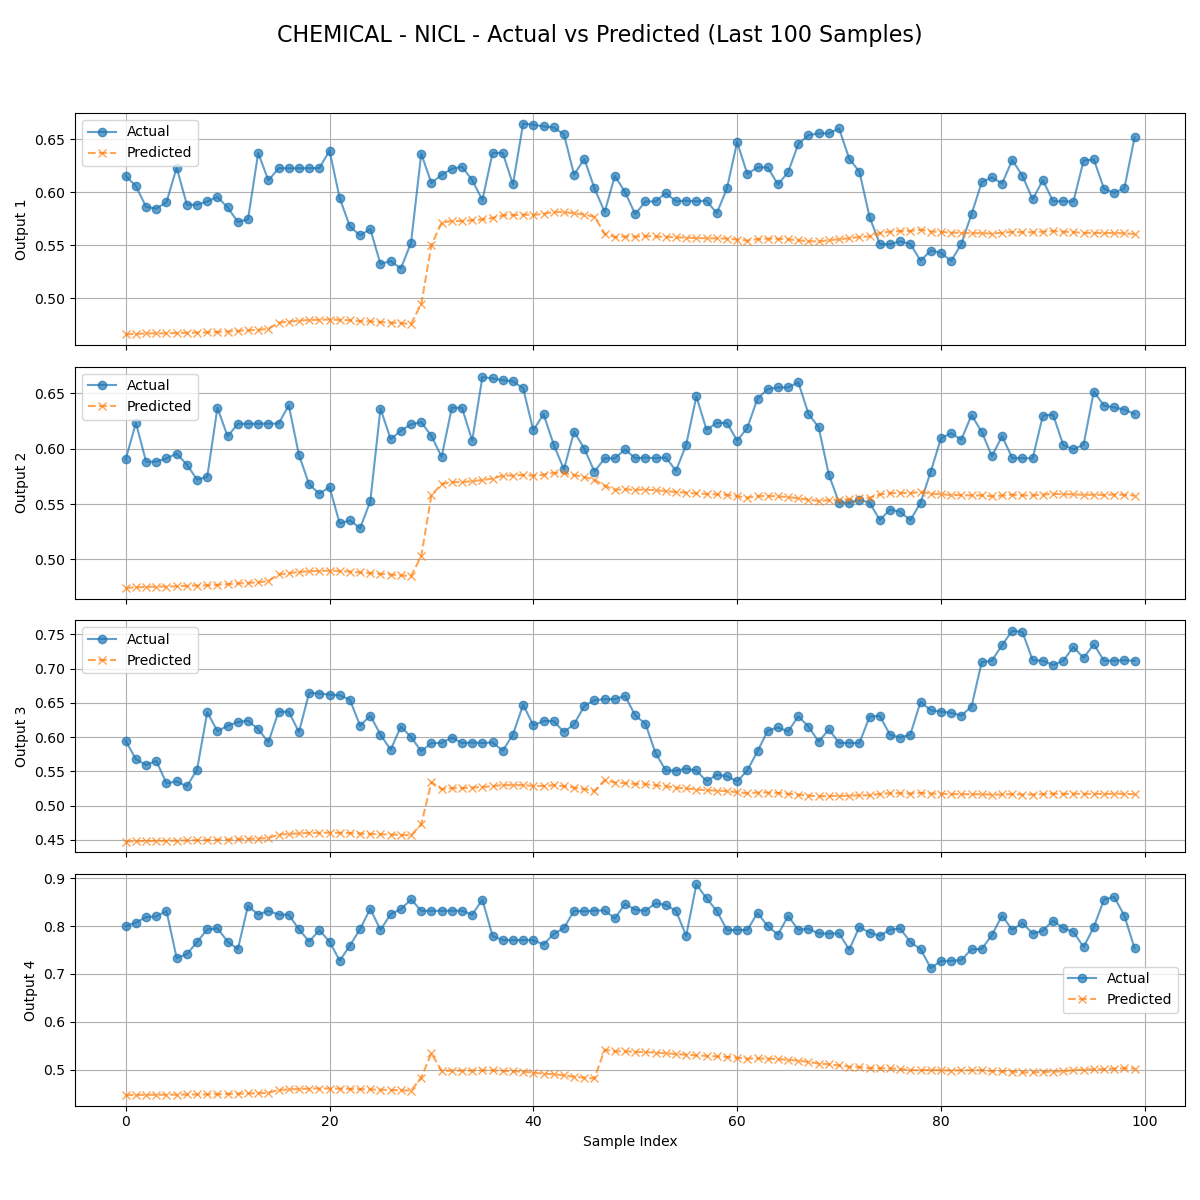 CHEMICAL - NICL - Actual vs Predicted (Last 100 Samples)
Actual
Predicted
0.65
0.60
0.55
0.50
Output 1
Actual
Predicted
0.65
0.60
0.55
0.50
Output 2
Actual
Predicted
0.75
0.70
0.65
0.60
0.55
0.50
0.45
Output 3
0.9
0.8
0.7
0.6
0.5
Output 4
Actual
Predicted
0 20 40 60 80 100
Sample Index